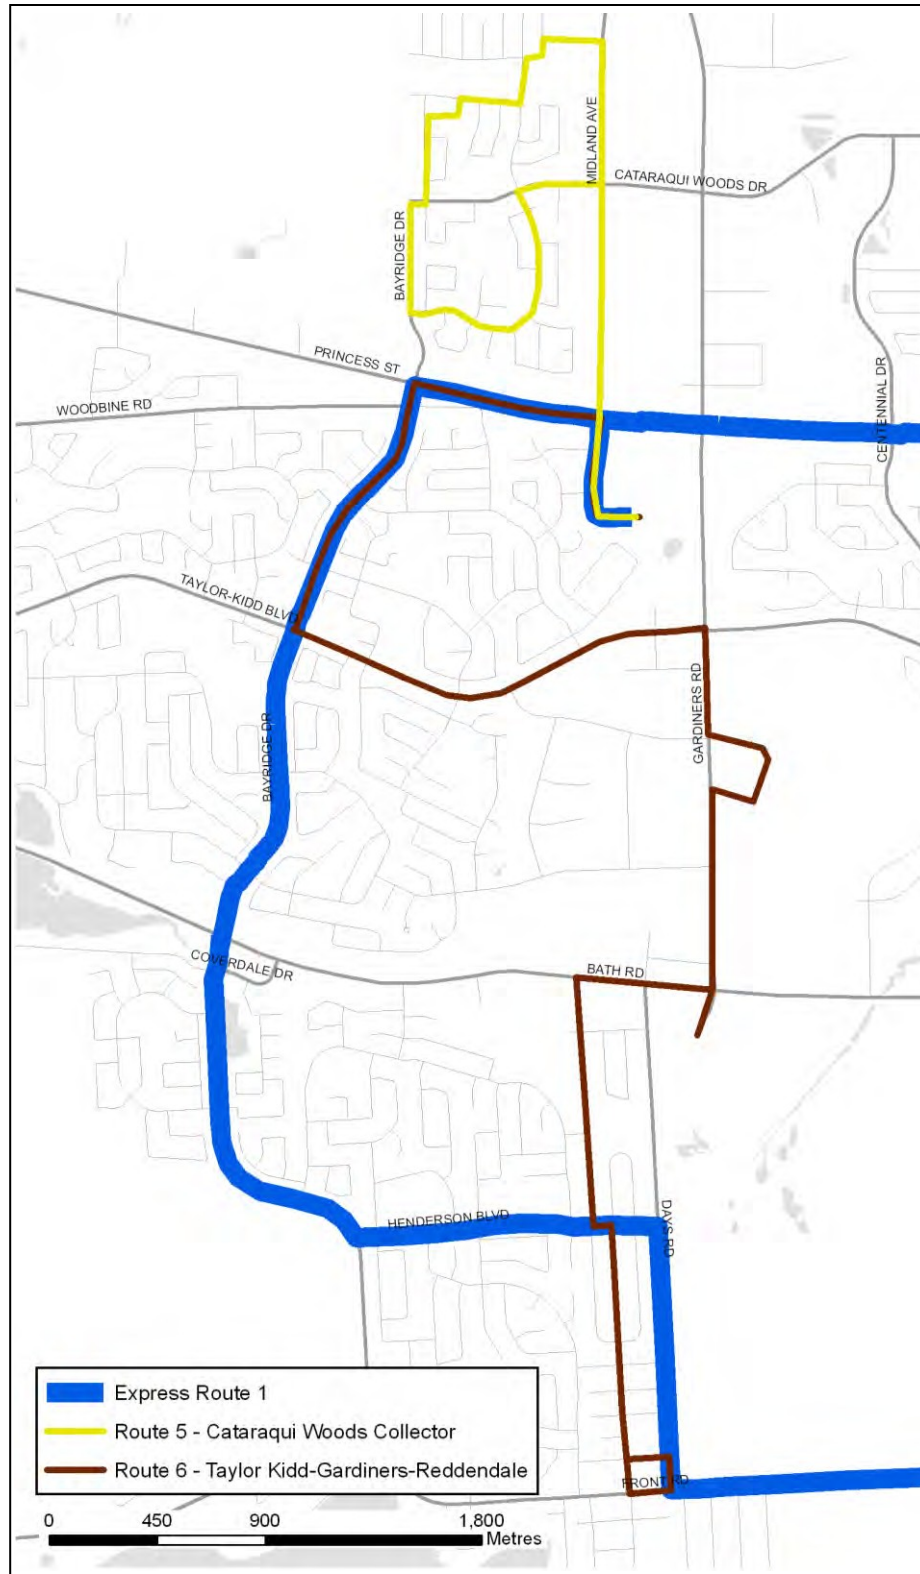 MIDLAND AVE
CATARAQUI WOODS DR
BAYRIDGE DR
PRINCESS ST
WOODBINE RD
CENTENNIAL DR
TAYLOR-KIDD BLVD
GARDINERS RD
BAYRIDGE DR
COVERDALE DR
BATH RD
HENDERSON BLVD
DAYS RD
Express Route 1
Route 5 - Cataraqui Woods Collector
Route 6 - Taylor Kidd-Gardiners-Reddendale
FRONT RD
0 450 900 1,800
Metres